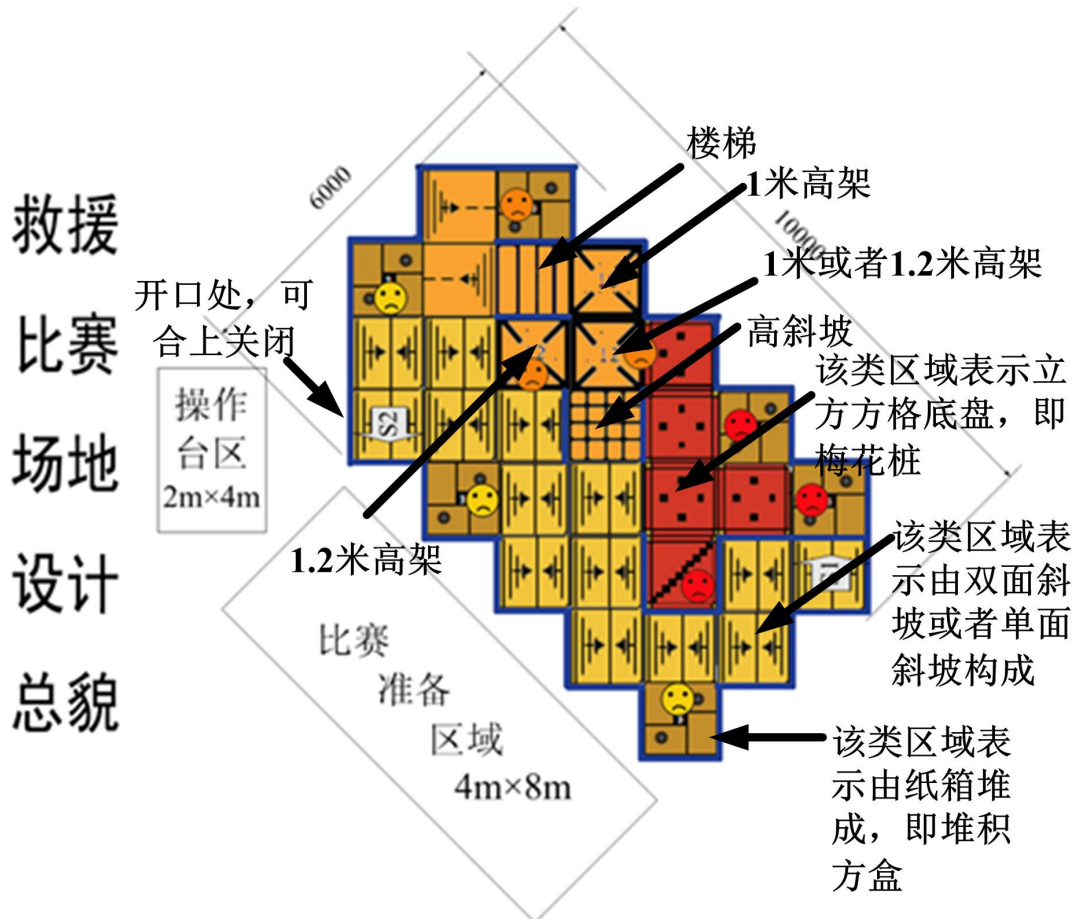 救援
比赛
场地
设计
总貌
6000
10000
楼梯
1米高架
1米或者1.2米高架
高斜坡
开口处，可
合上关闭
操作
台区
2m×4m
S2
该类区域表示立
方方格底盘，即
梅花桩
1.2米高架
该类区域表
示由双面斜
坡或者单面
斜坡构成
比赛
准备
区域
4m×8m
该类区域表
示由纸箱堆
成，即堆积
方盒